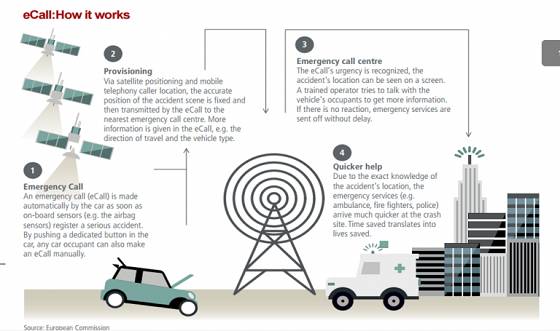 eCall:How it works
1
Emergency Call
An emergency call (eCall) is made
automatically by the car as soon as
on-board sensors (e.g. the airbag
sensors) register a serious accident.
By pushing a dedicated button in the
car, any car occupant can also make
an eCall manually.
2
Provisioning
Via satellite positioning and mobile
telephony caller location, the accurate
position of the accident scene is fixed and
then transmitted by the eCall to the
nearest emergency call centre. More
information is given in the eCall, e.g. the
direction of travel and the vehicle type.
3
Emergency call centre
The eCall's urgency is recognized, the
accident's location can be seen on a screen.
A trained operator tries to talk with the
vehicle's occupants to get more information.
If there is no reaction, emergency services are
sent off without delay.
4
Quicker help
Due to the exact knowledge of
the accident's location, the
emergency services (e.g.
ambulance, fire fighters, police)
arrive much quicker at the crash
site. Time saved translates into
lives saved.
Source: European Commission